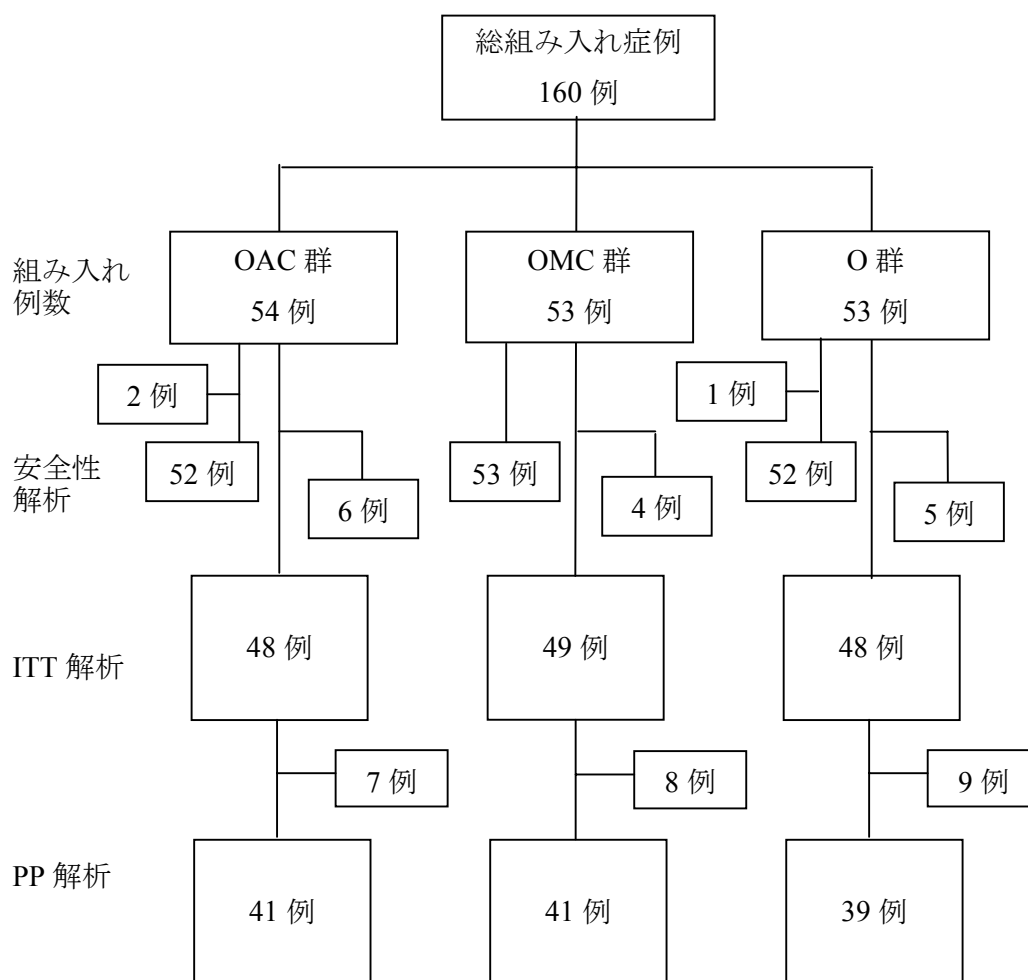 総組み入れ症例
160 例
組み入れ
例数
OAC 群
54 例
OMC 群
53 例
O 群
53 例
2 例
1 例
安全性
解析
52 例
6 例
53 例
4 例
52 例
5 例
ITT 解析
48 例
49 例
48 例
7 例
8 例
9 例
PP 解析
41 例
41 例
39 例